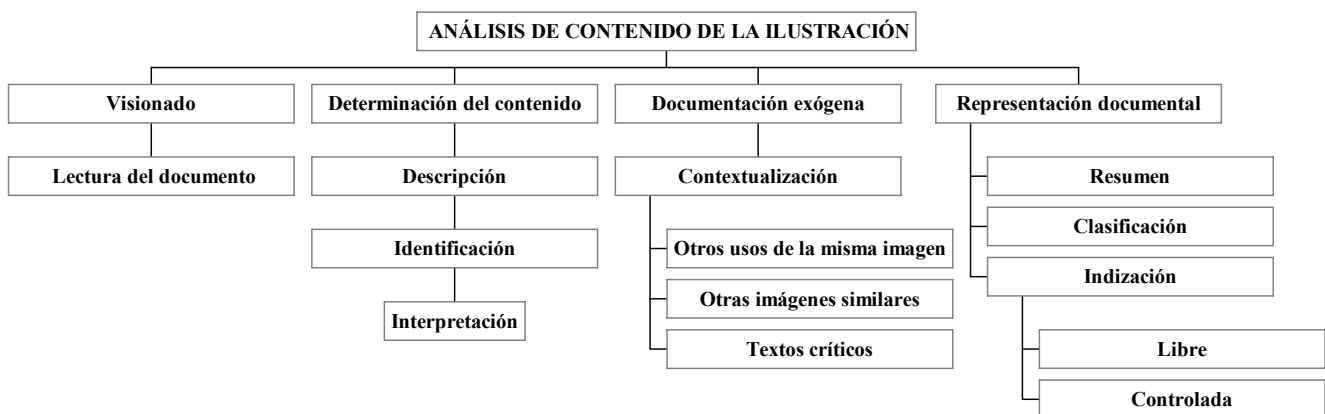 ANÁLISIS DE CONTENIDO DE LA ILUSTRACIÓN
Visionado
Lectura del documento
Determinación del contenido
Descripción
Identificación
Interpretación
Documentación exógena
Contextualización
Otros usos de la misma imagen
Otras imágenes similares
Textos críticos
Representación documental
Resumen
Clasificación
Indización
Libre
Controlada